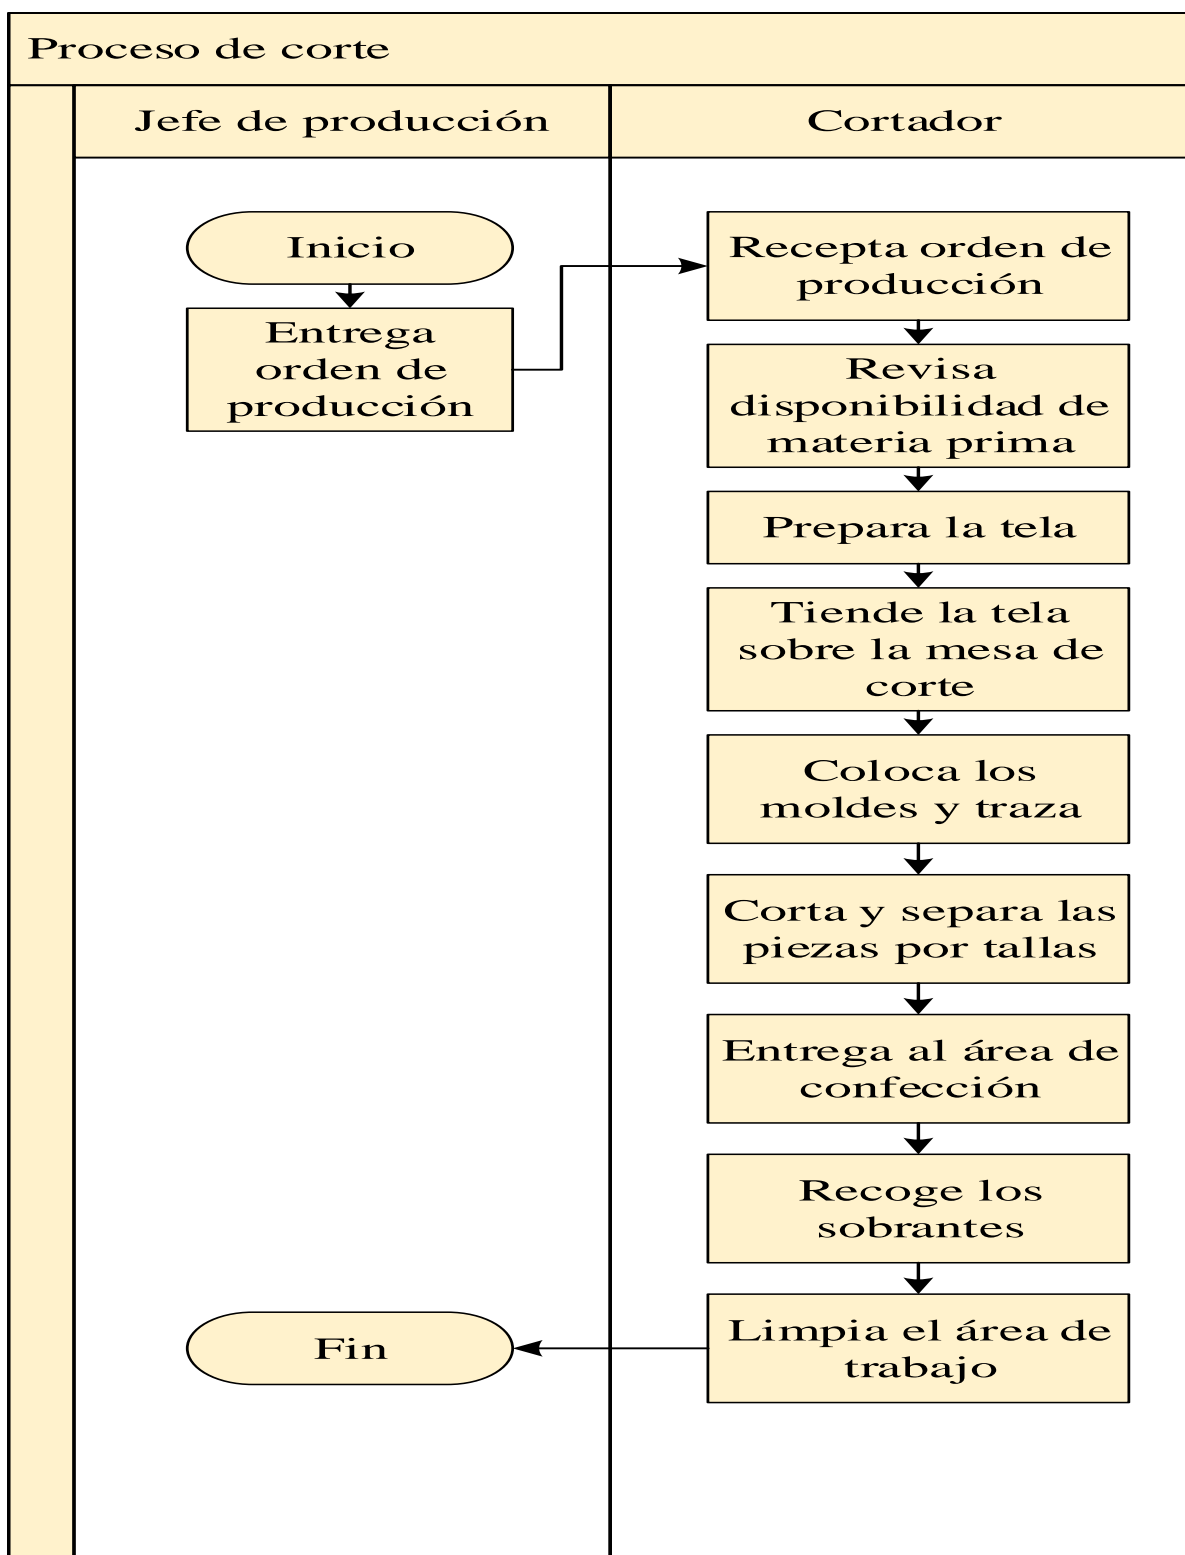 Proceso de corte
Jefe de producción
Cortador
Inicio
Entrega
orden de
producción
Recepta orden de
producción
Revisa
disponibilidad de
materia prima
Prepara la tela
Tiende la tela
sobre la mesa de
corte
Coloca los
moldes y traza
Corta y separa las
piezas por tallas
Entrega al área de
confección
Recoge los
sobrantes
Limpia el área de
trabajo
Fin